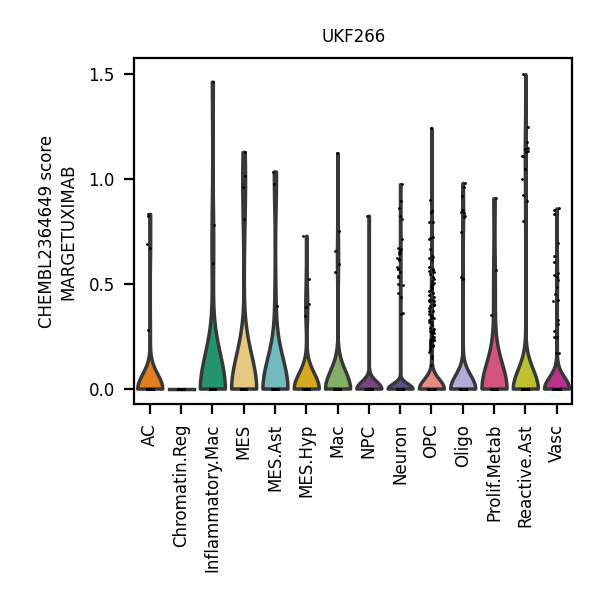 UKF266
CHEMBL2364649 score
MARGETUXIMAB
1.5
1.0
0.5
0.0
AC
Chromatin.Reg
Inflammatory.Mac
MES
MES.Ast
MES.Hyp
Mac
NPC
Neuron
OPC
Oligo
Prolif.Metab
Reactive.Ast
Vasc